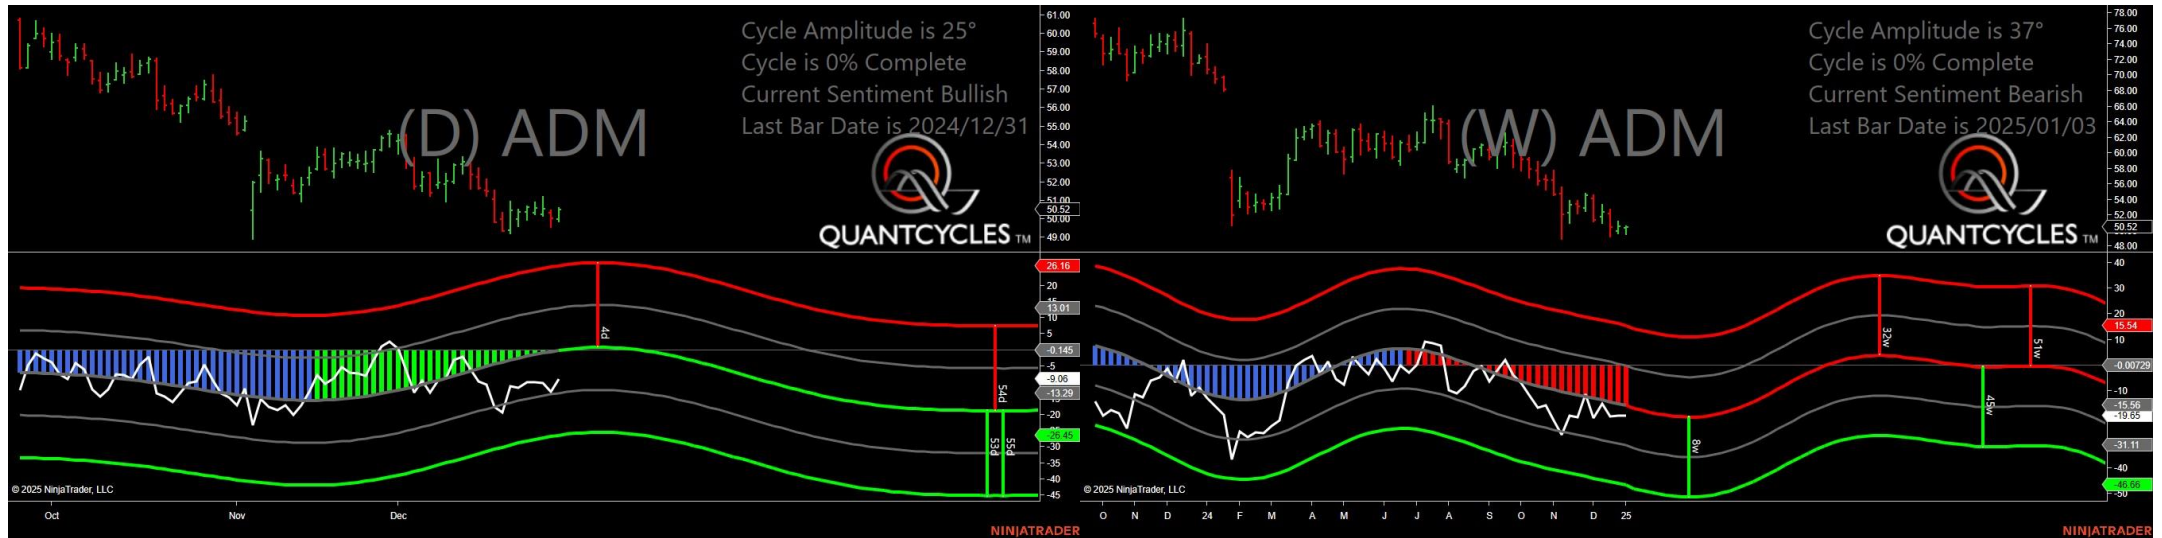 Cycle Amplitude is 25°
Cycle is 0% Complete
Current Sentiment Bullish
Last Bar Date is 2024/12/31
(D) ADM
QUANTCYCLES TM
61.00
60.00
59.00
58.00
57.00
56.00
55.00
54.00
53.00
52.00
51.00
50.52
50.00
49.00
26.16
20
13.01
10
5
-0.145
-5
-9.06
-13.29
-20
-26.45
-30
-35
-40
-45
4d
54d
53d
55d
© 2025 NinjaTrader, LLC
Oct Nov Dec
NINJATRADER
Cycle Amplitude is 37°
Cycle is 0% Complete
Current Sentiment Bearish
Last Bar Date is 2025/01/03
(W) ADM
QUANTCYCLES TM
78.00
76.00
74.00
72.00
70.00
68.00
66.00
64.00
62.00
60.00
58.00
56.00
54.00
52.00
50.52
48.00
40
30
20
15.54
10
-0.00729
-10
-15.56
-19.65
-31.11
-40
-46.66
-50
32w
51w
45w
8w
© 2025 NinjaTrader, LLC
O N D 24 F M A M J J A S O N D 25
NINJATRADER